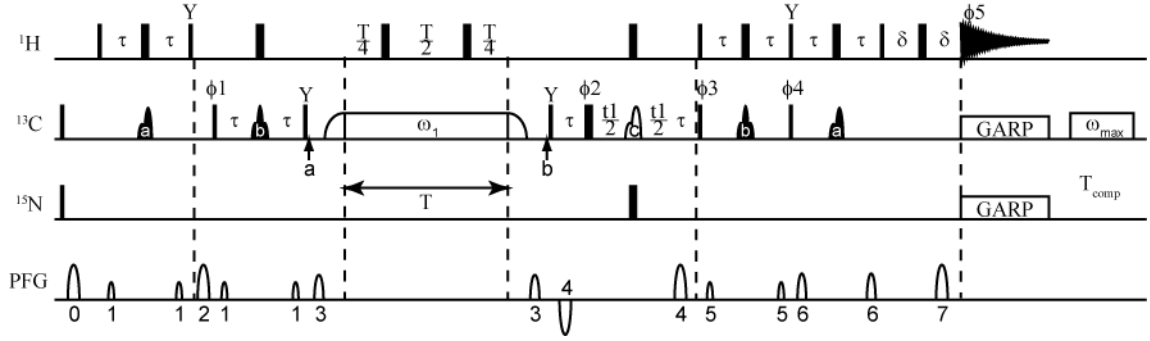 Y Y ϕ5
¹H τ τ T/4 T/2 T/4 τ τ τ τ δ δ
ϕ1 Y Y ϕ2 ϕ3 ϕ4
¹³C a τ b τ ω₁ τ t1/2 c t1/2 τ b a GARP ω_max
a b
¹⁵N T GARP T_comp
PFG 4
0 1 1 2 1 1 3 3 4 5 5 6 6 7